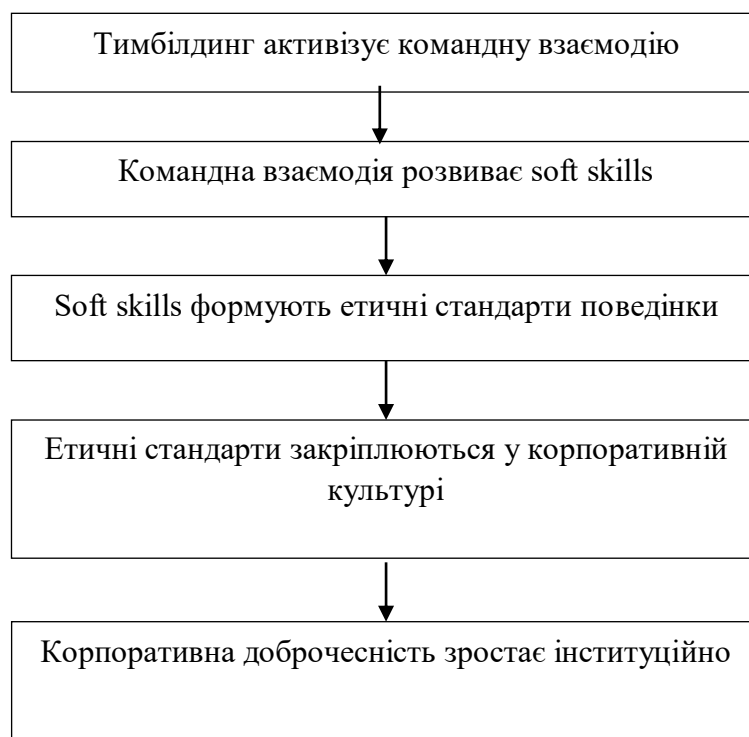 Тимбілдинг активізує командну взаємодію
Командна взаємодія розвиває soft skills
Soft skills формують етичні стандарти поведінки
Етичні стандарти закріплюються у корпоративній
культурі
Корпоративна доброчесність зростає інституційно